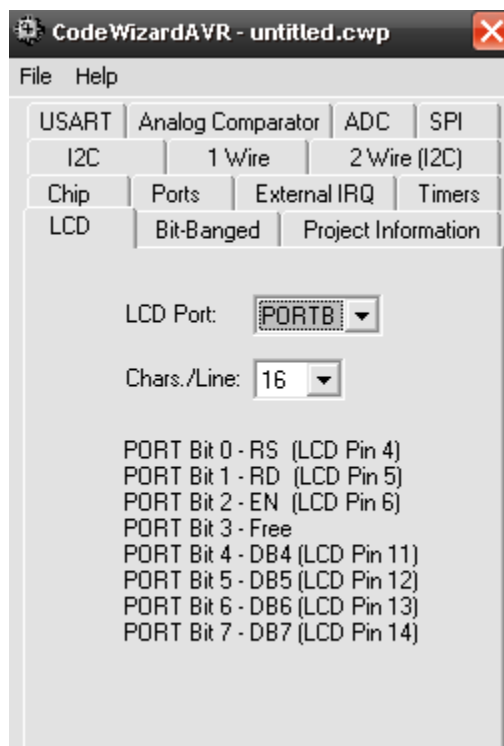 CodeWizardAVR - untitled.cwp
File Help
USART Analog Comparator ADC SPI
I2C 1 Wire 2 Wire (I2C)
Chip Ports External IRQ Timers
LCD Bit-Banged Project Information
LCD Port: PORTB
Chars./Line: 16
PORT Bit 0 - RS (LCD Pin 4)
PORT Bit 1 - RD (LCD Pin 5)
PORT Bit 2 - EN (LCD Pin 6)
PORT Bit 3 - Free
PORT Bit 4 - DB4 (LCD Pin 11)
PORT Bit 5 - DB5 (LCD Pin 12)
PORT Bit 6 - DB6 (LCD Pin 13)
PORT Bit 7 - DB7 (LCD Pin 14)